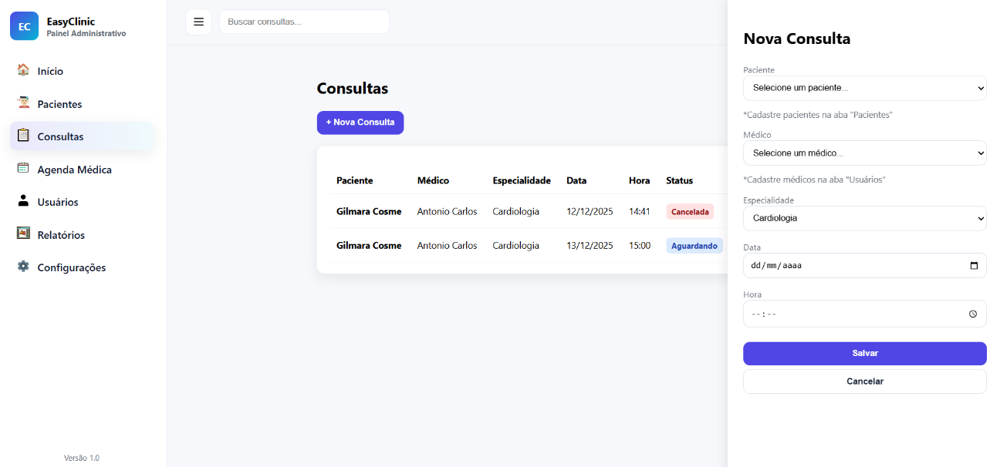 EC
EasyClinic
Painel Administrativo
Início
Pacientes
Consultas
Agenda Médica
Usuários
Relatórios
Configurações
Versão 1.0
Buscar consultas...
Consultas
+ Nova Consulta
Paciente Médico Especialidade Data Hora Status
Gilmara Cosme Antonio Carlos Cardiologia 12/12/2025 14:41 Cancelada
Gilmara Cosme Antonio Carlos Cardiologia 13/12/2025 15:00 Aguardando
Nova Consulta
Paciente
Selecione um paciente...
*Cadastre pacientes na aba "Pacientes"
Médico
Selecione um médico...
*Cadastre médicos na aba "Usuários"
Especialidade
Cardiologia
Data
dd/mm/aaaa
Hora
--:--
Salvar
Cancelar